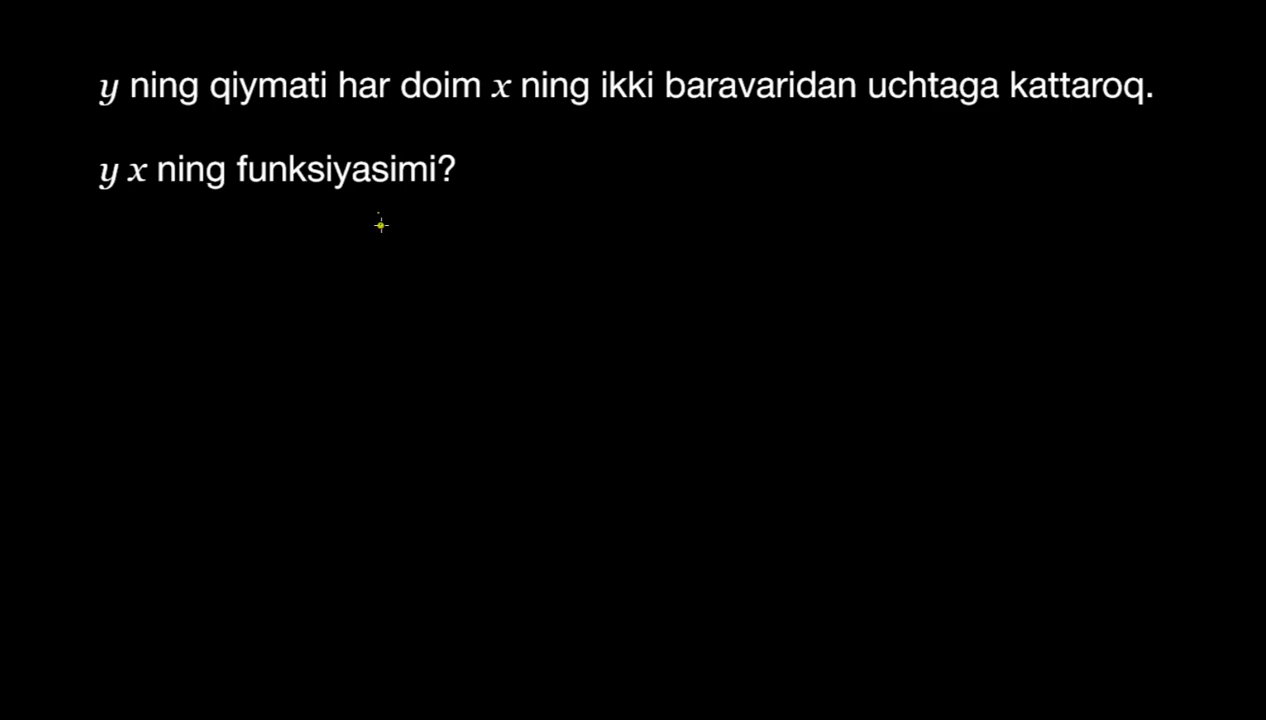 y ning qiymati har doim x ning ikki baravaridan uchtaga kattaroq.
y x ning funksiyasimi?